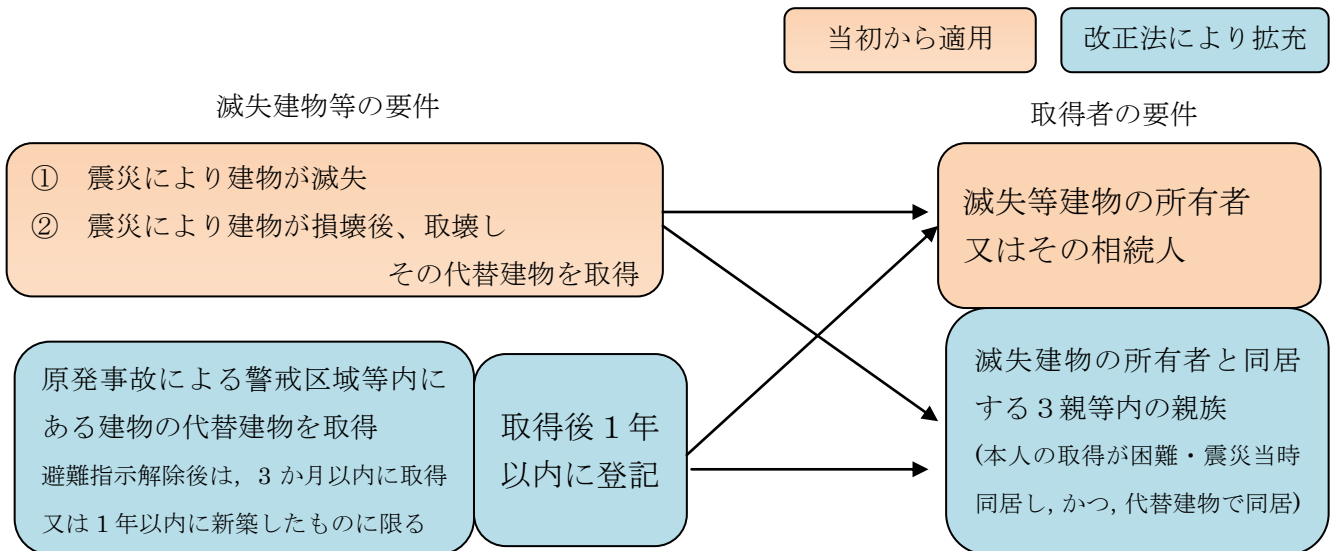 当初から適用
改正法により拡充
滅失建物等の要件
取得者の要件
① 震災により建物が滅失
② 震災により建物が損壊後、取壊し
その代替建物を取得
滅失等建物の所有者
又はその相続人
原発事故による警戒区域等内に
ある建物の代替建物を取得
避難指示解除後は，３か月以内に取得
又は１年以内に新築したものに限る
取得後１年
以内に登記
滅失建物の所有者と同居
する３親等内の親族
(本人の取得が困難・震災当時
同居し,かつ,代替建物で同居)